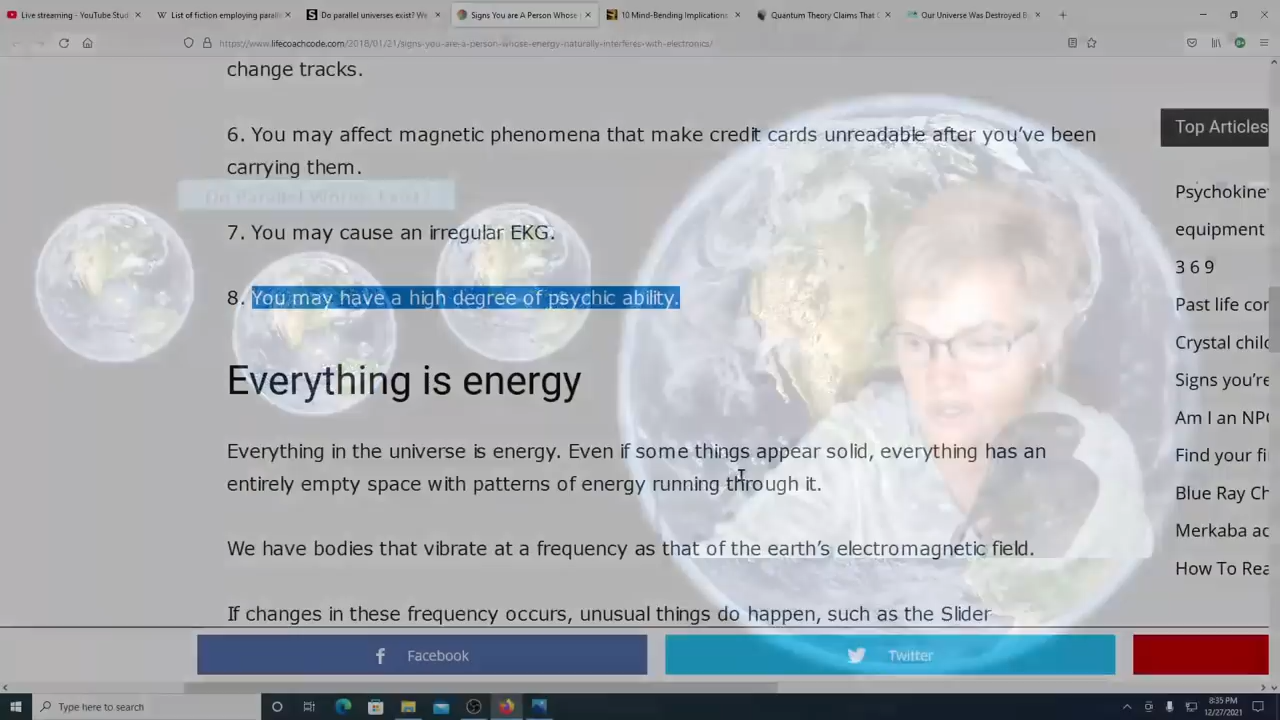 Live streaming - YouTube Stud
List of fiction employing paralle
Do parallel universes exist? We
Signs You are A Person Whose
10 Mind-Bending Implications
Quantum Theory Claims That C
Our Universe Was Destroyed B
https://www.lifecoachcode.com/2018/01/21/signs-you-are-a-person-whose-energy-naturally-interferes-with-electronics/
change tracks.
6. You may affect magnetic phenomena that make credit cards unreadable after you’ve been
carrying them.
Do Parallel Worlds Exist?
7. You may cause an irregular EKG.
8. You may have a high degree of psychic ability.
Everything is energy
Everything in the universe is energy. Even if some things appear solid, everything has an
entirely empty space with patterns of energy running through it.
We have bodies that vibrate at a frequency as that of the earth’s electromagnetic field.
If changes in these frequency occurs, unusual things do happen, such as the Slider
Top Articles
Psychokine
equipment
3 6 9
Past life co
Crystal chil
Signs you’re
Am I an NP
Find your fi
Blue Ray Ch
Merkaba ac
How To Rea
Facebook
Twitter
Type here to search
8:35 PM
12/27/2021